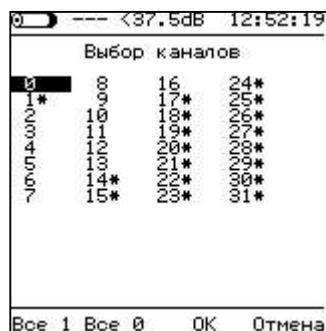 --- <37.5dB 12:52:19
Выбор каналов
0 8 16 24*
1* 9 17* 25*
2 10 18* 26*
3 11 19* 27*
4 12 20* 28*
5 13 21* 29*
6 14* 22* 30*
7 15* 23* 31*
Все 1 Все 0 OK Отмена